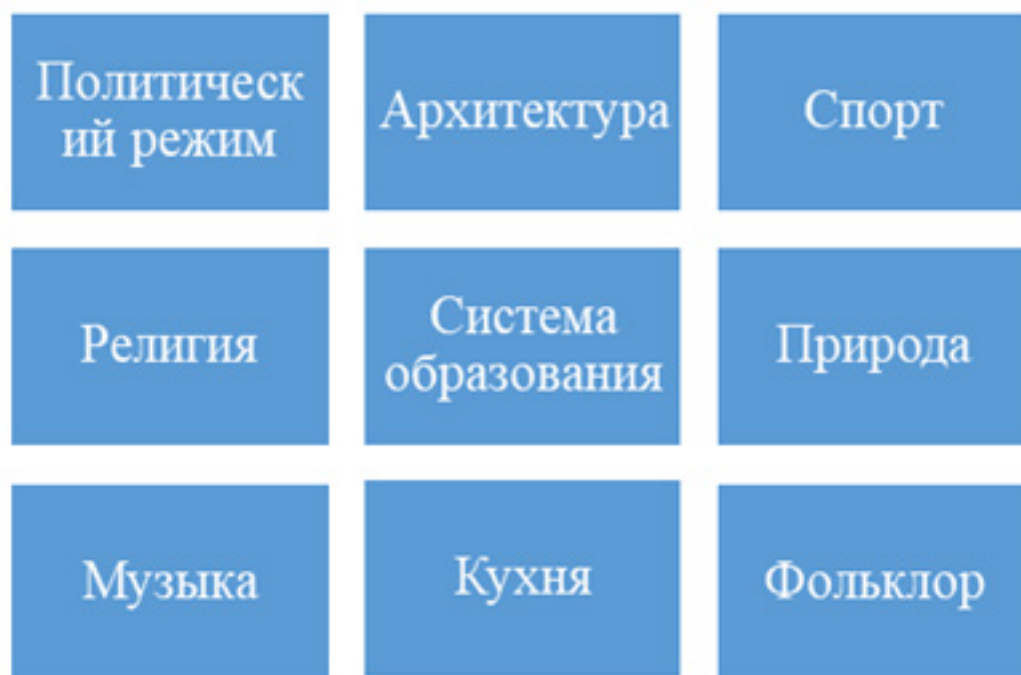 Политическ
ий режим
Архитектура
Спорт
Религия
Система
образования
Природа
Музыка
Кухня
Фольклор